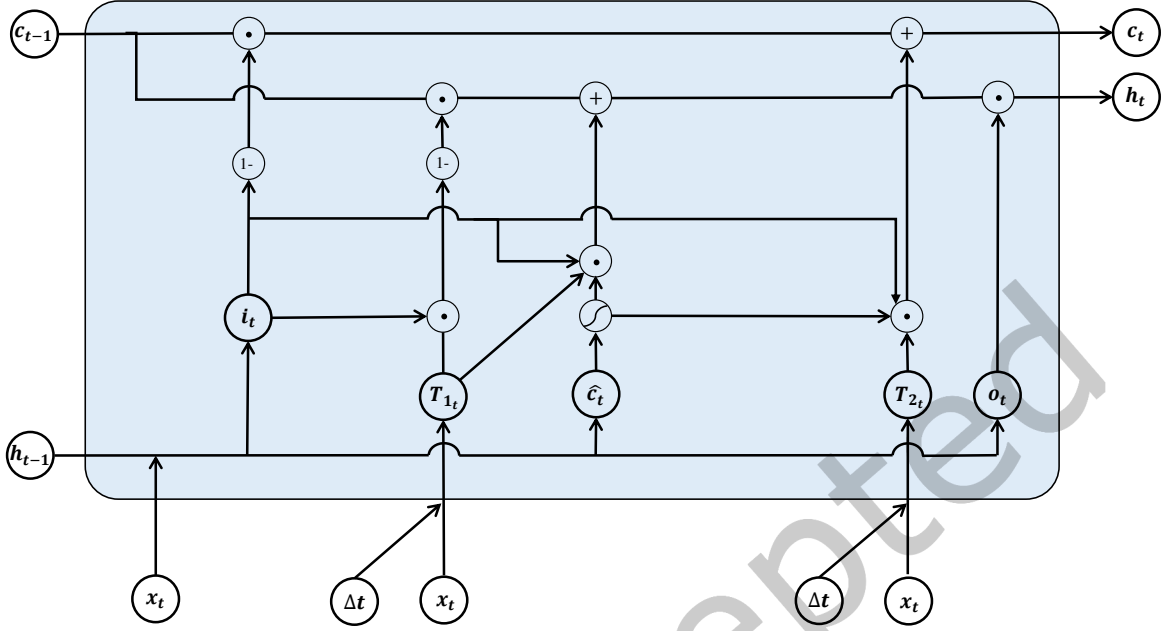 c_{t-1} · + c_t
· + · h_t
1- 1-
·
i_t · ·
T_{1_t} ĉ_t T_{2_t} o_t
h_{t-1}
x_t Δt x_t Δt x_t
epted